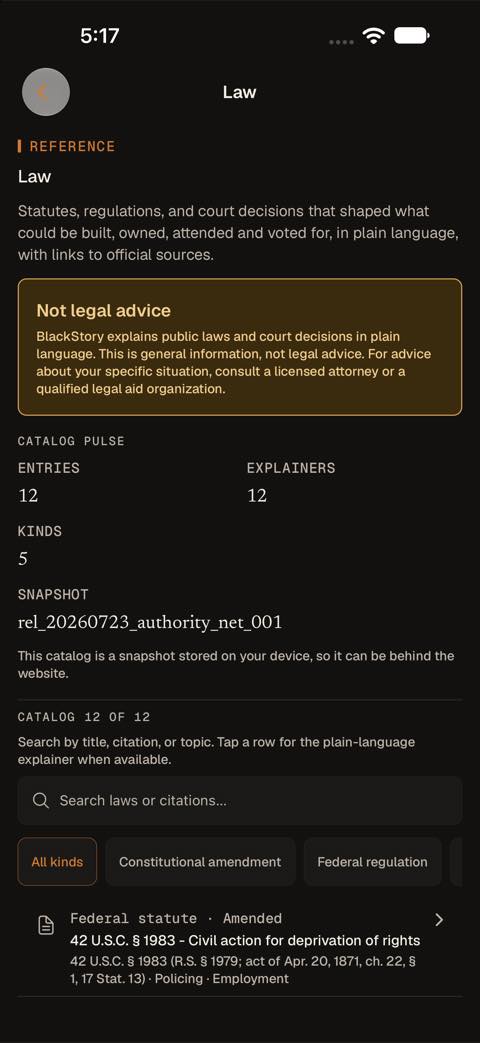 5:17
Law
REFERENCE
Law
Statutes, regulations, and court decisions that shaped what
could be built, owned, attended and voted for, in plain language,
with links to official sources.
Not legal advice
BlackStory explains public laws and court decisions in plain
language. This is general information, not legal advice. For advice
about your specific situation, consult a licensed attorney or a
qualified legal aid organization.
CATALOG PULSE
ENTRIES
12
EXPLAINERS
12
KINDS
5
SNAPSHOT
rel_20260723_authority_net_001
This catalog is a snapshot stored on your device, so it can be behind the
website.
CATALOG 12 OF 12
Search by title, citation, or topic. Tap a row for the plain-language
explainer when available.
Search laws or citations...
All kinds
Constitutional amendment
Federal regulation
Federal statute · Amended
42 U.S.C. § 1983 - Civil action for deprivation of rights
42 U.S.C. § 1983 (R.S. § 1979; act of Apr. 20, 1871, ch. 22, §
1, 17 Stat. 13) · Policing · Employment